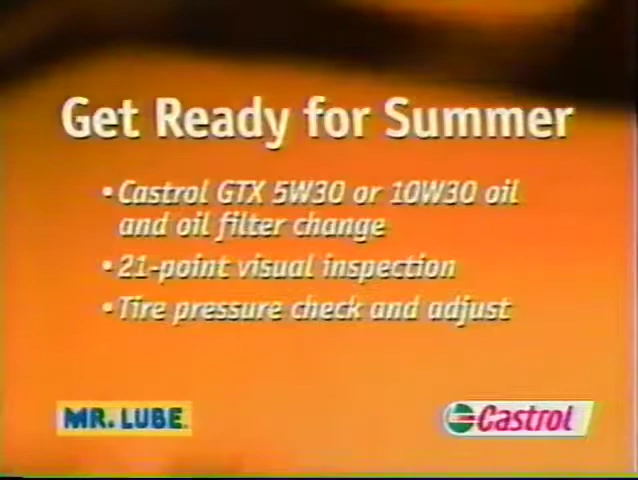 Get Ready for Summer
• Castrol GTX 5W30 or 10W30 oil
and oil filter change
• 21-point visual inspection
• Tire pressure check and adjust
MR. LUBE
Castrol